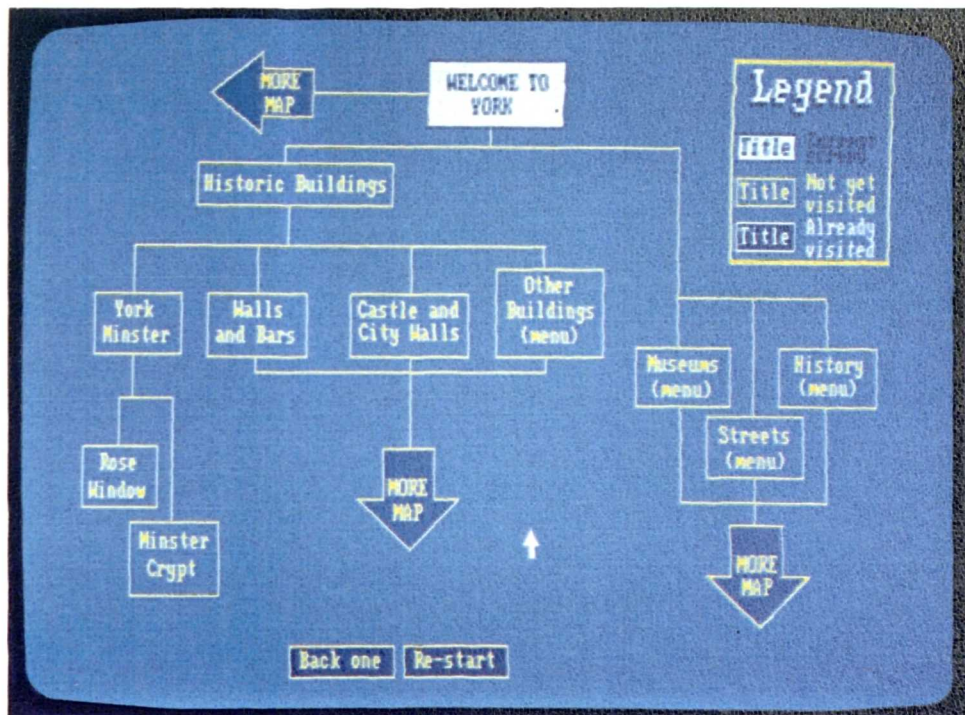 MORE
MAP
WELCOME TO
YORK
Legend
Title
Current
screen
Title
Not yet
visited
Title
Already
visited
Historic Buildings
York
Minster
Walls
and Bars
Castle and
City Walls
Other
Buildings
(menu)
Museums
(menu)
History
(menu)
Streets
(menu)
Rose
Window
MORE
MAP
Minster
Crypt
MORE
MAP
Back one
Re-start